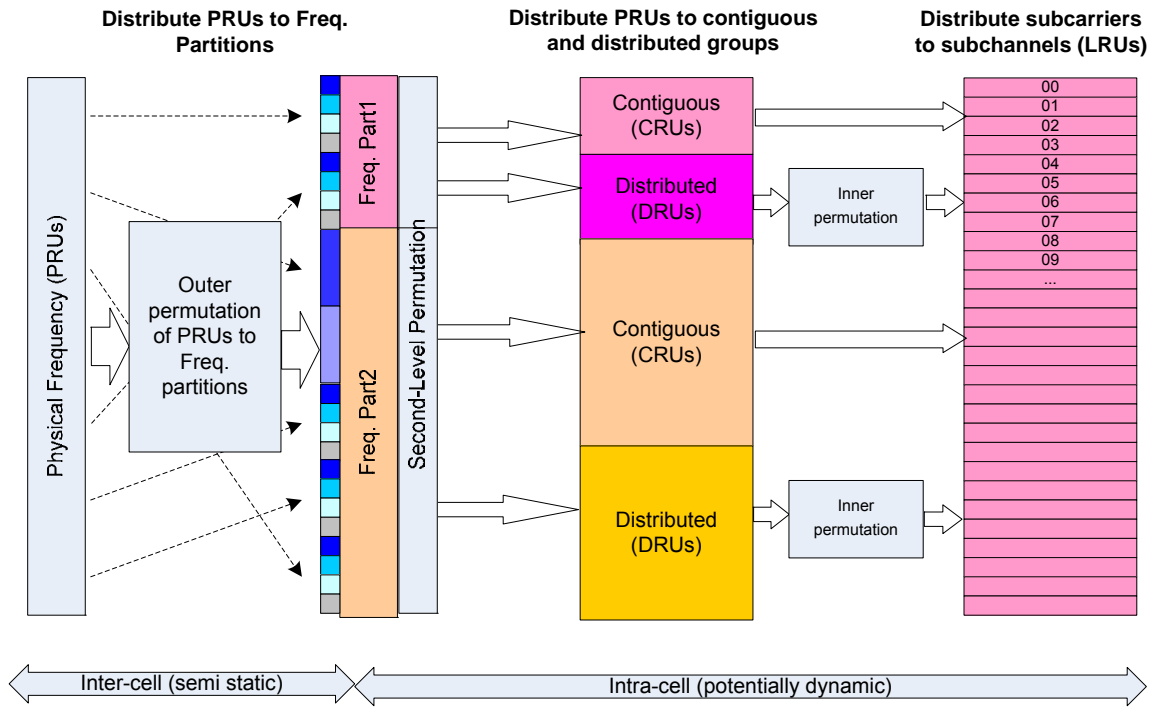 Distribute PRUs to Freq.
Partitions
Distribute PRUs to contiguous
and distributed groups
Distribute subcarriers
to subchannels (LRUs)
Physical Frequency (PRUs)
Outer
permutation
of PRUs to
Freq.
partitions
Freq. Part1
Freq. Part2
Second-Level Permutation
Contiguous
(CRUs)
Distributed
(DRUs)
Contiguous
(CRUs)
Distributed
(DRUs)
Inner
permutation
Inner
permutation
00
01
02
03
04
05
06
07
08
09
...
Inter-cell (semi static)
Intra-cell (potentially dynamic)